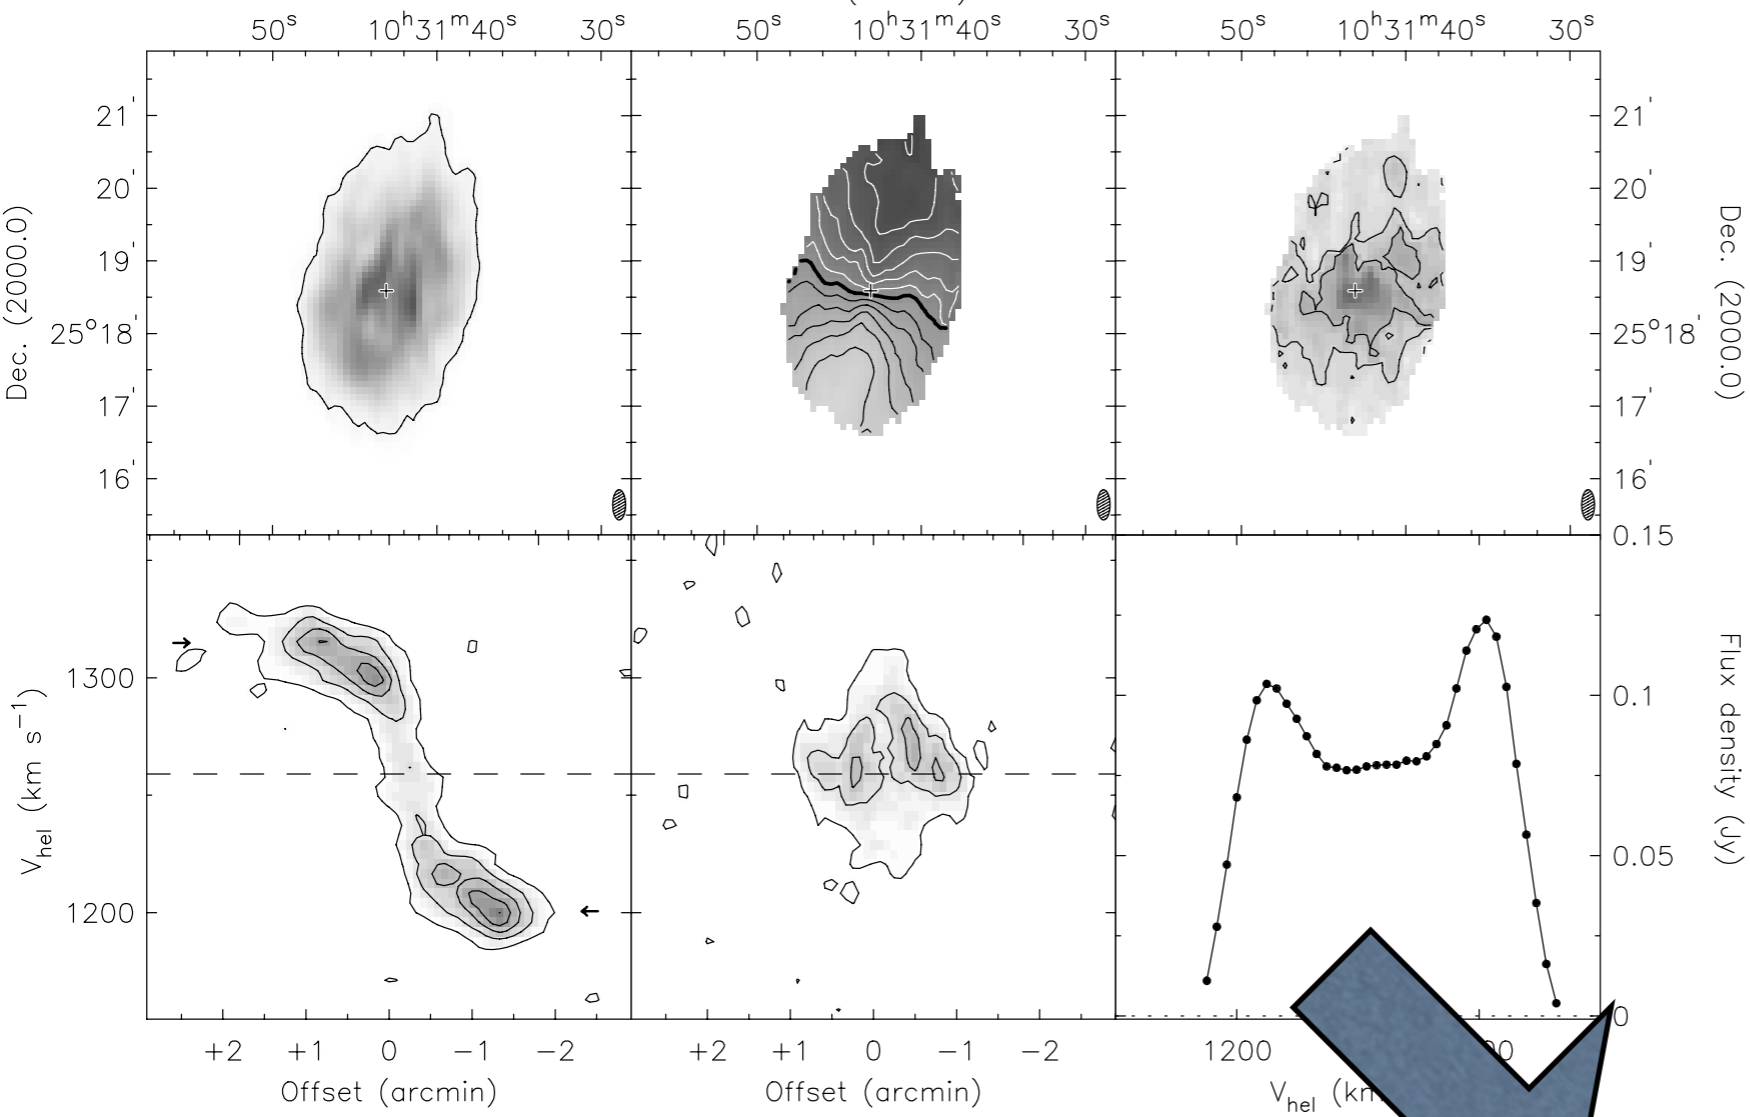 50s 10h31m40s 30s 50s 10h31m40s 30s 50s 10h31m40s 30s
21' 21'
20' 20'
19' 19'
25°18' 25°18'
17' 17'
16' 16'
Dec. (2000.0) Dec. (2000.0)
0.15
1300 0.1
0.05
1200
0
Vhel (km s−1) Flux density (Jy)
+2 +1 0 −1 −2 +2 +1 0 −1 −2 1200
Offset (arcmin) Offset (arcmin) Vhel